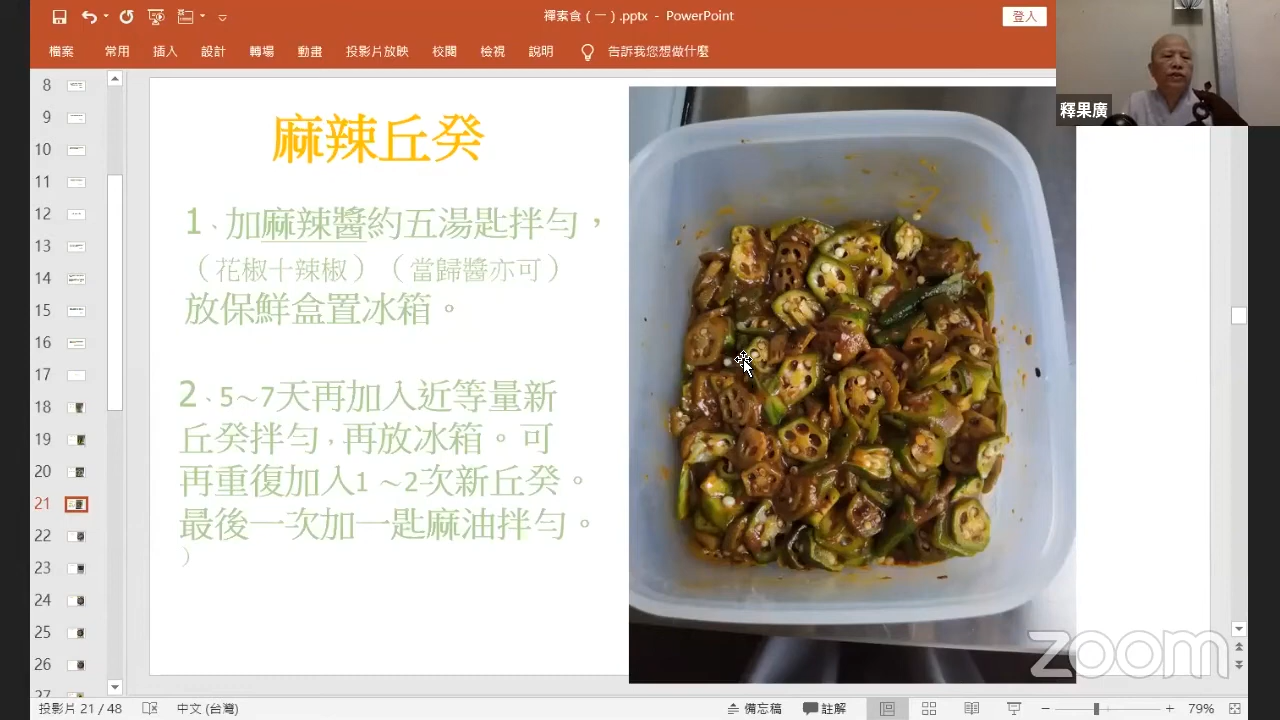 禪素食 ( 一 ) .pptx - PowerPoint
登入
檔案 常用 插入 設計 轉場 動畫 投影片放映 校閱 檢視 說明 告訴我您想做什麼
釋果廣
8
9
10
11
12
13
14
15
16
17
18
19
20
21
22
23
24
25
26
27
麻辣丘癸
1、加麻辣醬約五湯匙拌勻，
（花椒十辣椒）（當歸醬亦可）
放保鮮盒置冰箱。
2、5～7天再加入近等量新
丘癸拌勻，再放冰箱。可
再重復加入1～2次新丘癸。
最後一次加一匙麻油拌勻。
）
zoom
投影片 21 / 48 中文 (台灣) 備忘稿 註解 79%